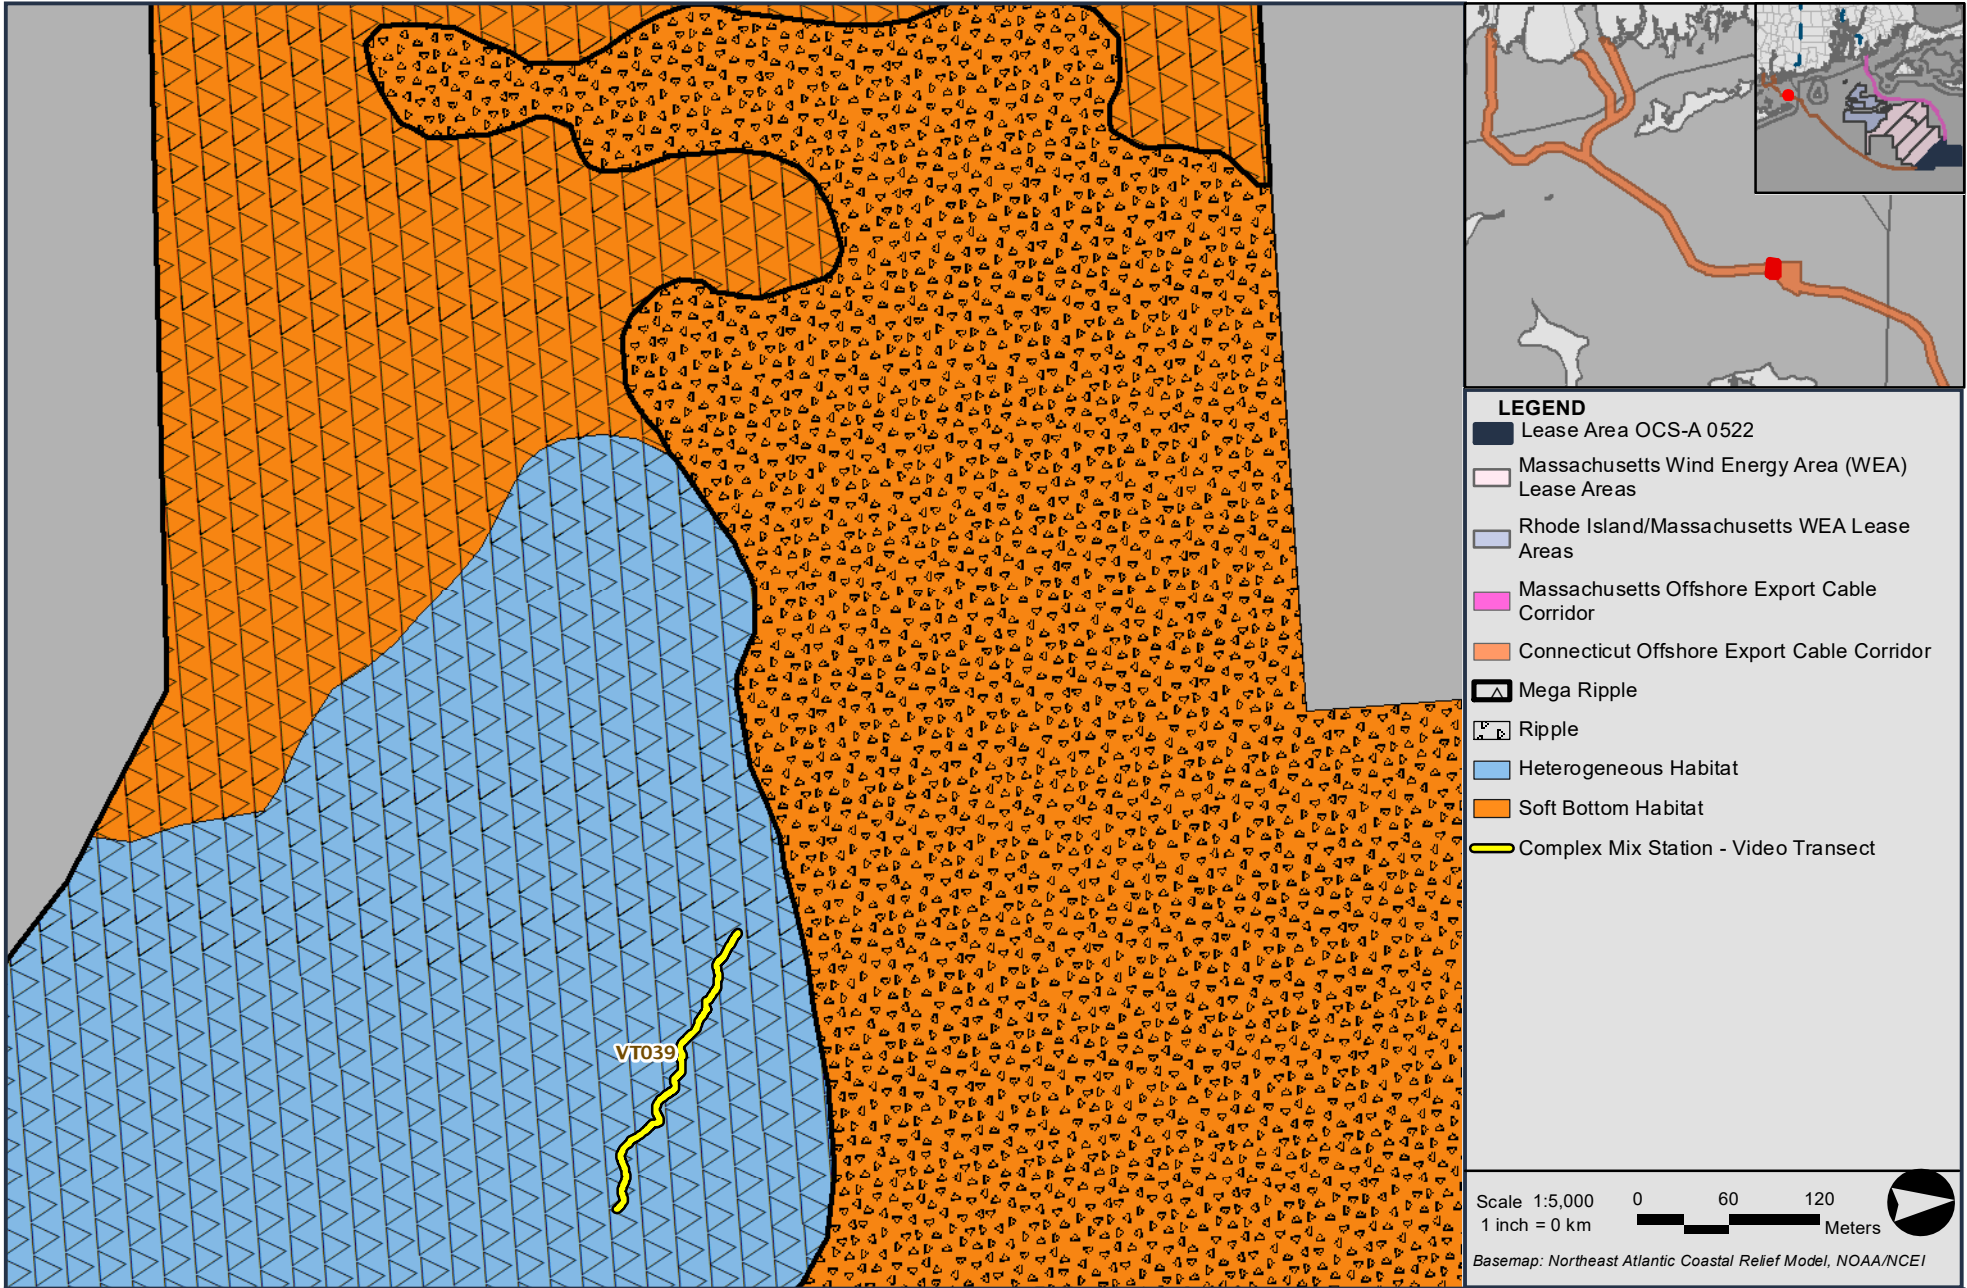 VT039
LEGEND
Lease Area OCS-A 0522
Massachusetts Wind Energy Area (WEA)
Lease Areas
Rhode Island/Massachusetts WEA Lease
Areas
Massachusetts Offshore Export Cable
Corridor
Connecticut Offshore Export Cable Corridor
Mega Ripple
Ripple
Heterogeneous Habitat
Soft Bottom Habitat
Complex Mix Station - Video Transect
Scale 1:5,000
1 inch = 0 km
0 60 120
Meters
Basemap: Northeast Atlantic Coastal Relief Model, NOAA/NCEI